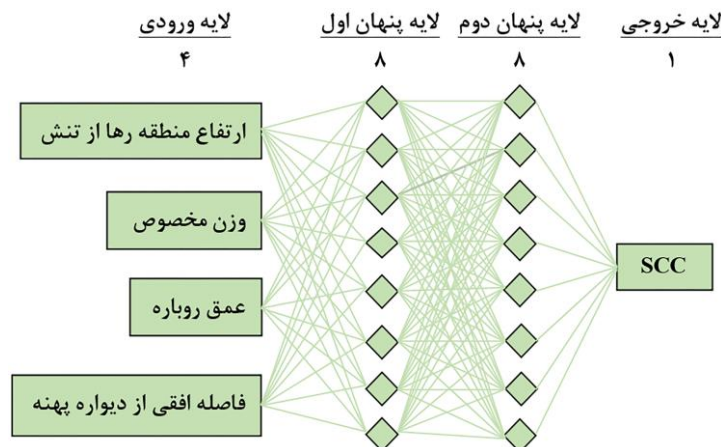 لایه ورودی
لایه پنهان اول
لایه پنهان دوم
لایه خروجی
۴
۸
۸
۱
ارتفاع منطقه رها از تنش
وزن مخصوص
عمق روباره
فاصله افقی از دیواره پهنه
SCC